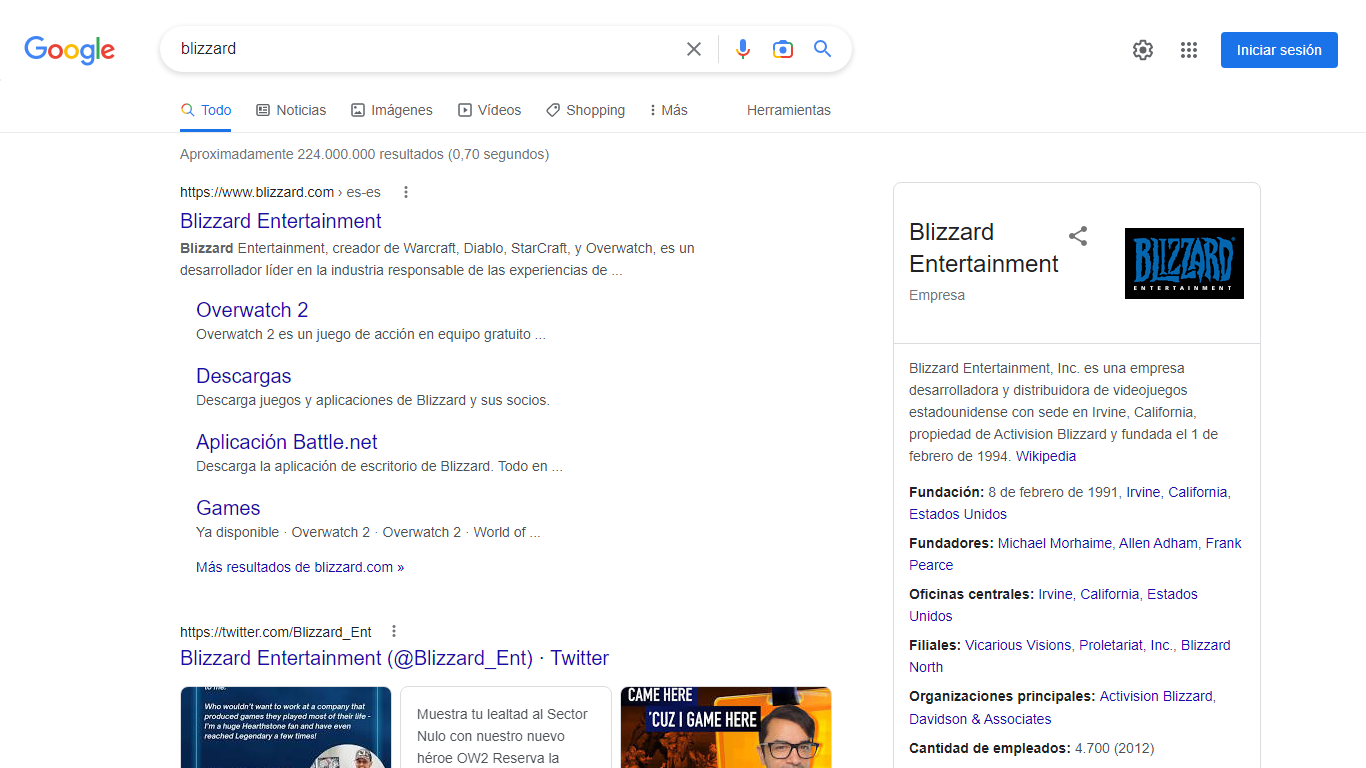 Google
blizzard
Iniciar sesión
Todo
Noticias
Imágenes
Vídeos
Shopping
Más
Herramientas
Aproximadamente 224.000.000 resultados (0,70 segundos)
https://www.blizzard.com › es-es
Blizzard Entertainment
Blizzard Entertainment, creador de Warcraft, Diablo, StarCraft, y Overwatch, es un
desarrollador líder en la industria responsable de las experiencias de ...
Overwatch 2
Overwatch 2 es un juego de acción en equipo gratuito ...
Descargas
Descarga juegos y aplicaciones de Blizzard y sus socios.
Aplicación Battle.net
Descarga la aplicación de escritorio de Blizzard. Todo en ...
Games
Ya disponible · Overwatch 2 · Overwatch 2 · World of ...
Más resultados de blizzard.com »
https://twitter.com/Blizzard_Ent
Blizzard Entertainment (@Blizzard_Ent) · Twitter
to me.
Who wouldn't want to work at a company that
produced games they played most of their life -
I'm a huge Hearthstone fan and have even
reached Legendary a few times!
Muestra tu lealtad al Sector
Nulo con nuestro nuevo
héroe OW2 Reserva la
CAME HERE
'CUZ I GAME HERE
Blizzard
Entertainment
Empresa
BLIZZARD
ENTERTAINMENT
Blizzard Entertainment, Inc. es una empresa
desarrolladora y distribuidora de videojuegos
estadounidense con sede en Irvine, California,
propiedad de Activision Blizzard y fundada el 1 de
febrero de 1994. Wikipedia
Fundación: 8 de febrero de 1991, Irvine, California,
Estados Unidos
Fundadores: Michael Morhaime, Allen Adham, Frank
Pearce
Oficinas centrales: Irvine, California, Estados
Unidos
Filiales: Vicarious Visions, Proletariat, Inc., Blizzard
North
Organizaciones principales: Activision Blizzard,
Davidson & Associates
Cantidad de empleados: 4.700 (2012)